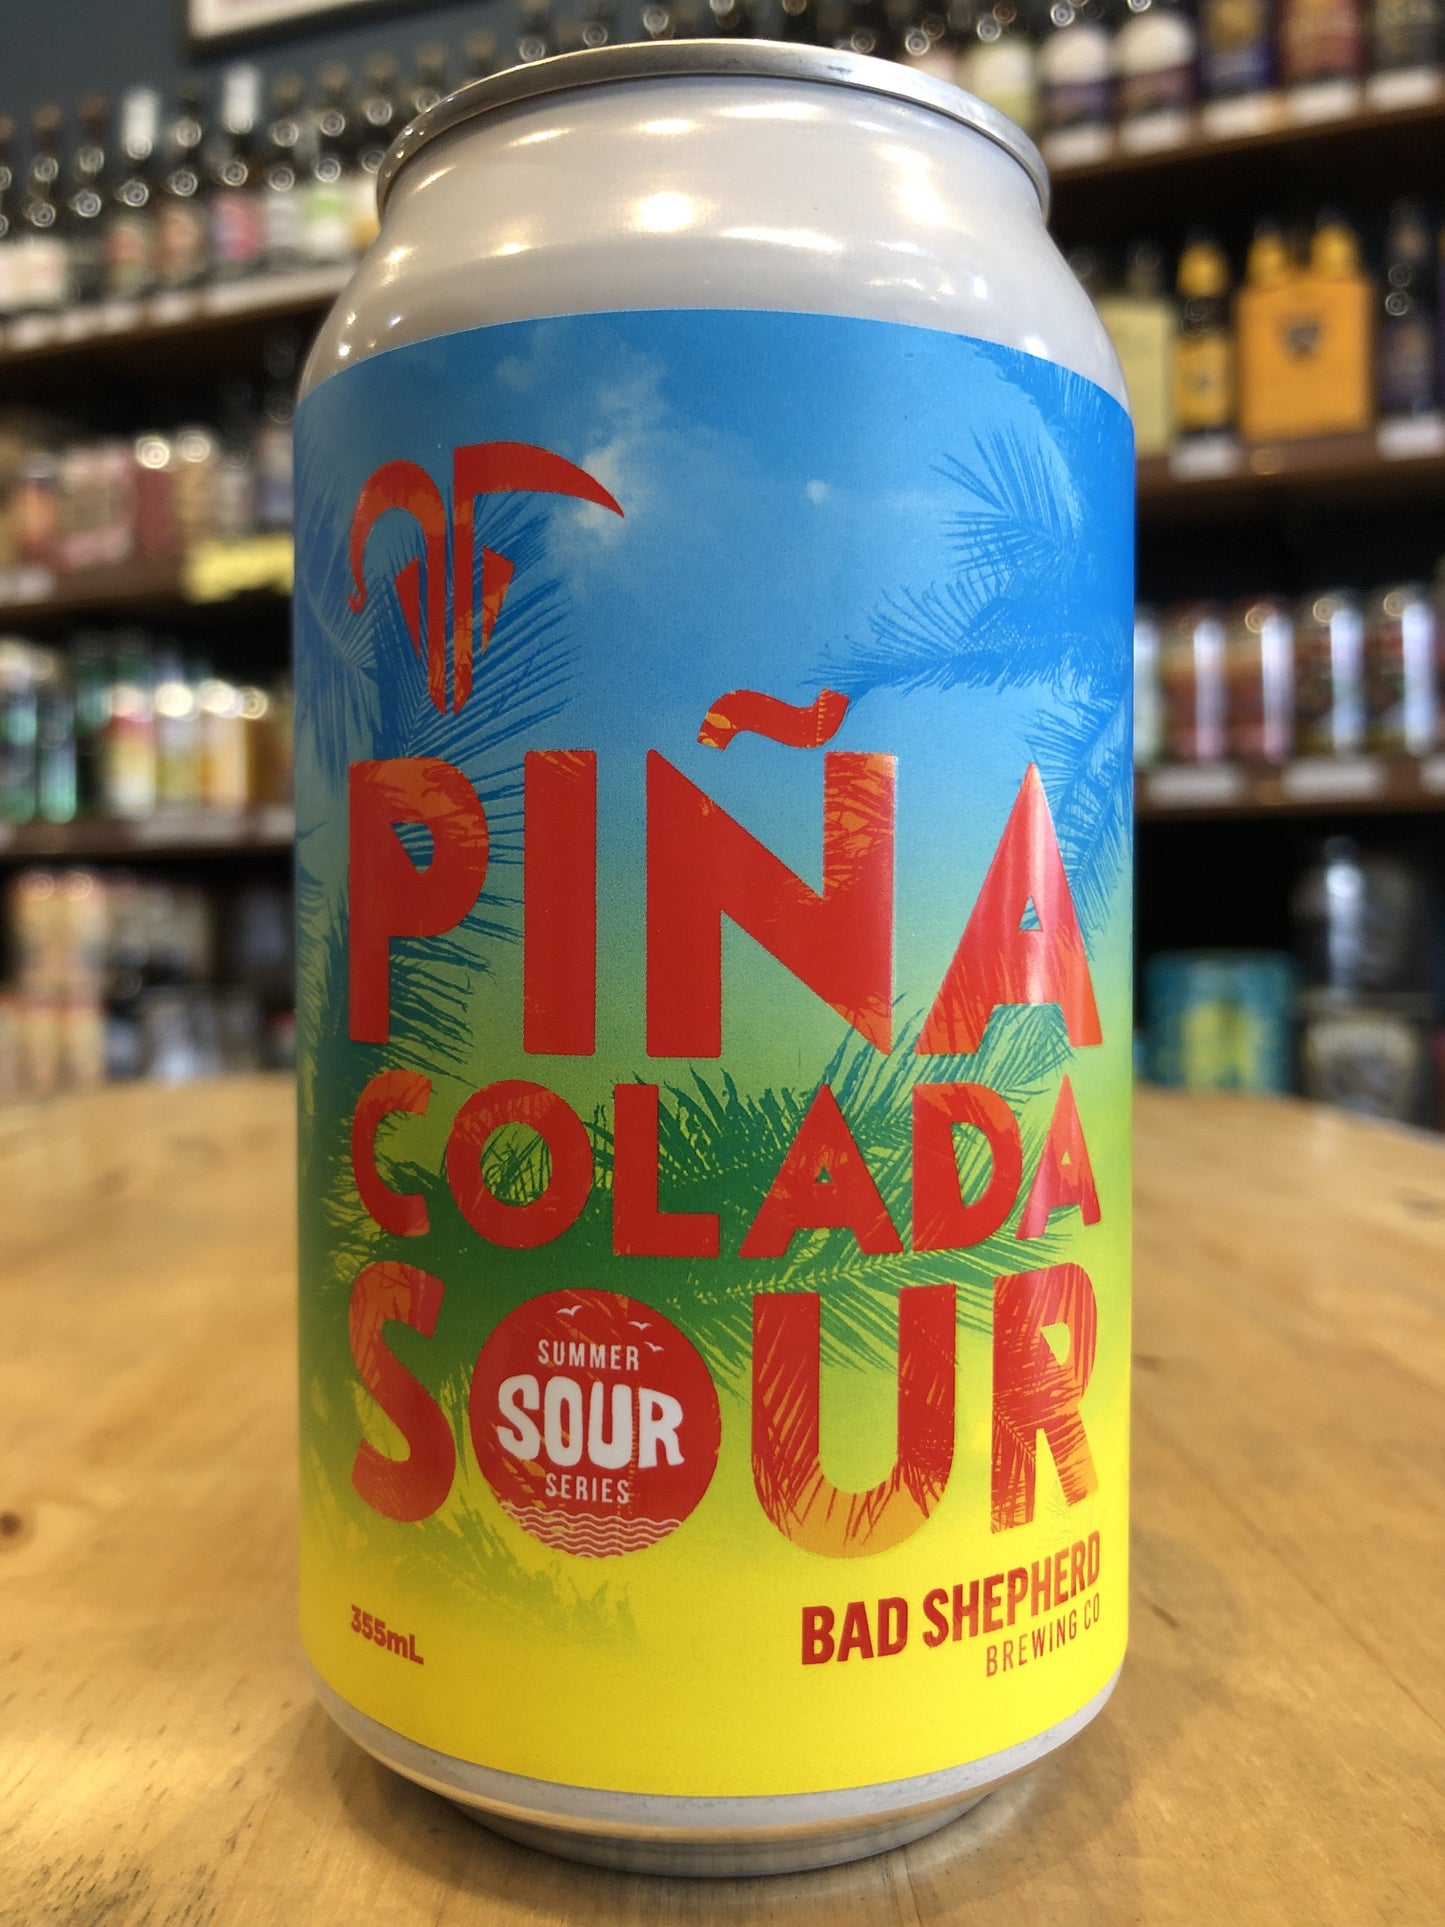 PIÑA
COLADA
SOUR
SUMMER
SOUR
SERIES
355mL
BAD SHEPHERD
BREWING CO